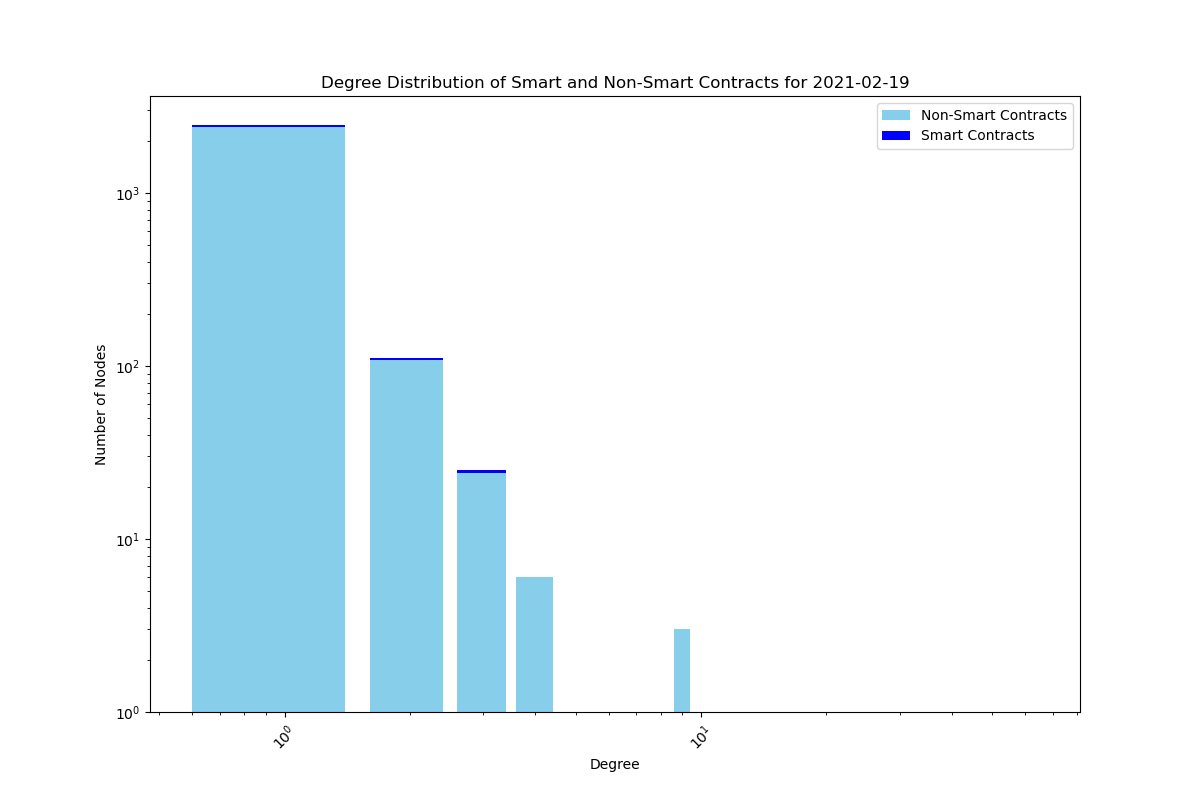 Degree Distribution of Smart and Non-Smart Contracts for 2021-02-19
Non-Smart Contracts
Smart Contracts
Number of Nodes
10³
10²
10¹
10⁰
10⁰
10¹
Degree